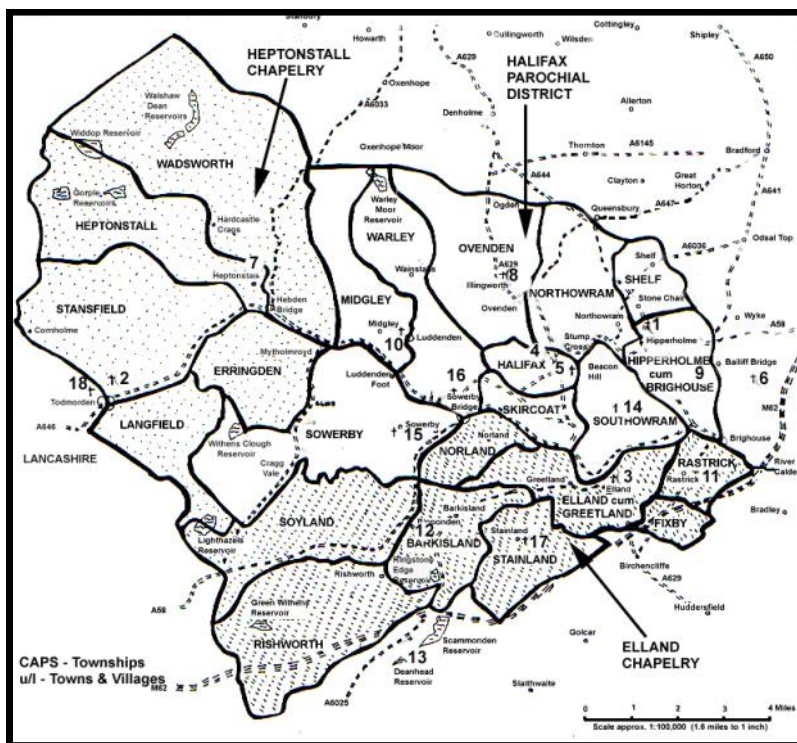 Stanbury
Howarth
Cottingley
Cullingworth
Wilsden
Shipley
A629
A650
HEPTONSTALL
CHAPELRY
HALIFAX
PAROCHIAL
DISTRICT
Oxenhope
A6033
Denholme
Allerton
Walshaw
Dean
Reservoirs
Widdop Reservoir
Oxenhope Moor
Thornton
A6145
Bradford
WADSWORTH
A644
Clayton
Great
Horton
Gorple
Reservoirs
Warley
Moor
Reservoir
Ogden
Queensbury
A647
A641
HEPTONSTALL
Hardcastle
Crags
WARLEY
OVENDEN
A6036
Odsal Top
7
Heptonstall
Wainstalls
A629
8
Shelf
SHELF
STANSFIELD
Illingworth
NORTHOWRAM
Stone Chair
Hebden
Bridge
MIDGLEY
Ovenden
Northowram
1
Wyke
Cornholme
Midgley
10
Luddenden
Stump
Cross
Hipperholme
A58
Mytholmroyd
4
HALIFAX
5
Beacon
Hill
HIPPERHOLME
cum
BRIGHOUSE
9
Bailiff Bridge
6
18
2
Todmorden
ERRINGDEN
Luddenden
Foot
16
Sowerby
Bridge
SKIRCOAT
14
SOUTHOWRAM
M62
A646
LANGFIELD
SOWERBY
Sowerby
15
Brighouse
LANCASHIRE
Withens Clough
Reservoir
Norland
NORLAND
Cragg
Vale
Greetland
3
Elland
RASTRICK
Rastrick
11
River
Calder
SOYLAND
Barkisland
ELLAND cum
GREETLAND
Bradley
Lighthazels
Reservoir
12
BARKISLAND
Stainland
17
STAINLAND
FIXBY
Rishworth
Ringstone
Edge
Reservoir
Birchencliffe
A629
A58
Green Withens
Reservoir
Huddersfield
RISHWORTH
Scammonden
Reservoir
Golcar
ELLAND
CHAPELRY
13
Deanhead
Reservoir
CAPS - Townships
u/l - Towns & Villages
M62
A6025
Slaithwaite
0 1 2 3 4 Miles
Scale approx. 1:100,000 (1.6 miles to 1 inch)